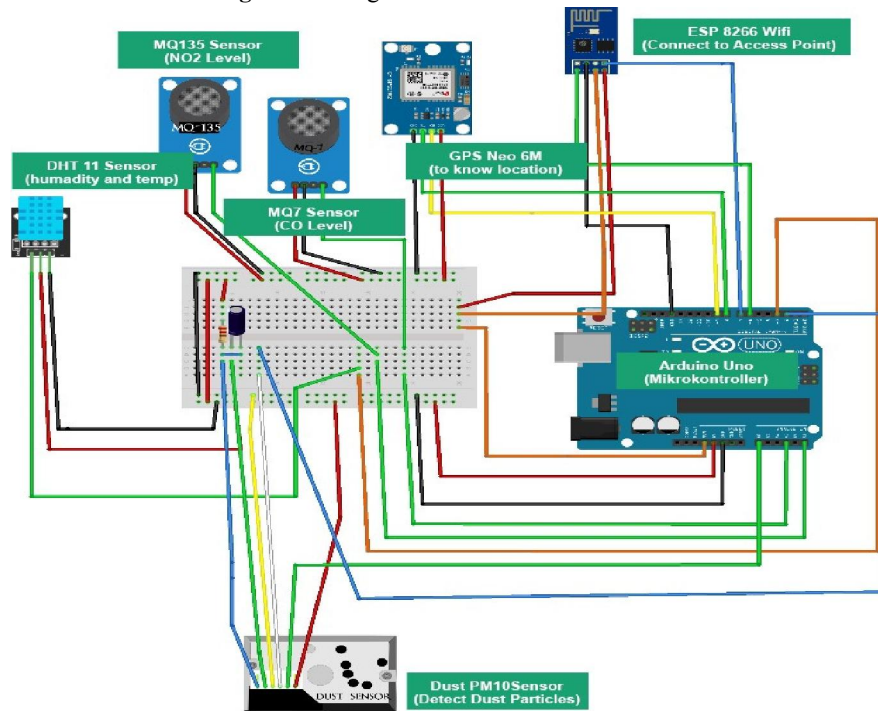 MQ135 Sensor
(NO2 Level)
ESP 8266 Wifi
(Connect to Access Point)
MQ-135
MQ-7
DHT 11 Sensor
(humadity and temp)
GPS Neo 6M
(to know location)
MQ7 Sensor
(CO Level)
RESET
UNO
Arduino Uno
(Mikrokontroller)
DUST SENSOR
Dust PM10Sensor
(Detect Dust Particles)